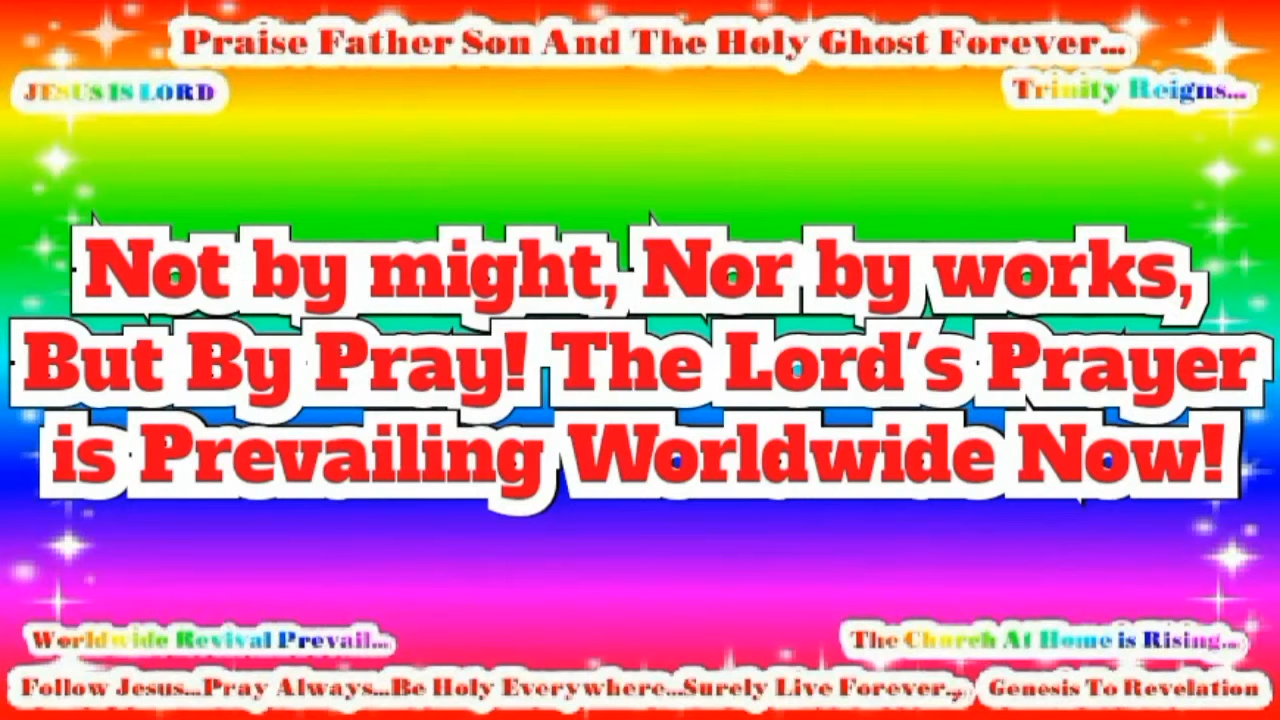 Praise Father Son And The Holy Ghost Forever...
JESUS IS LORD
Trinity Reigns...
Not by might, Nor by works,
But By Pray! The Lord's Prayer
is Prevailing Worldwide Now!
Worldwide Revival Prevail...
The Church At Home is Rising...
Follow Jesus...Pray Always...Be Holy Everywhere...Surely Live Forever...
Genesis To Revelation